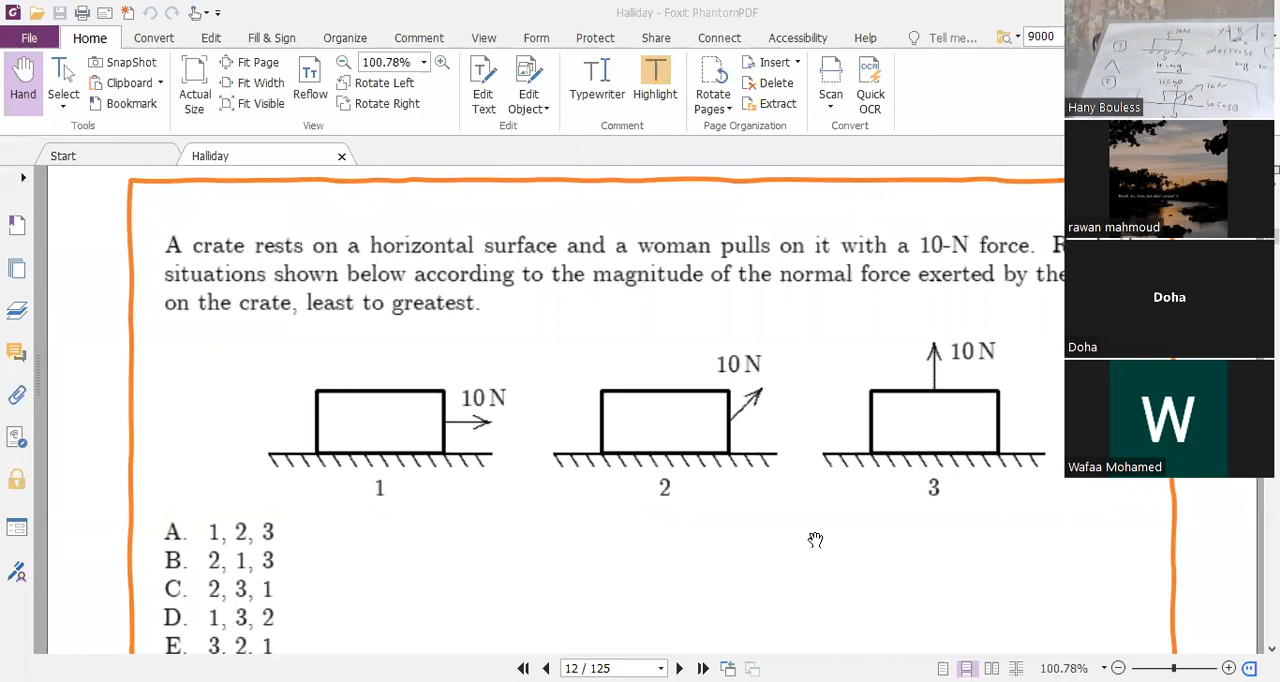 Halliday - Foxit PhantomPDF
File Home Convert Edit Fill & Sign Organize Comment View Form Protect Share Connect Accessibility Help Tell me... 9000
Hand
Select
SnapShot
Clipboard
Bookmark
Tools
Actual Size
Fit Page
Fit Width
Fit Visible
Reflow
100.78%
Rotate Left
Rotate Right
View
Edit Text
Edit Object
Edit
Typewriter
Highlight
Comment
Rotate Pages
Insert
Delete
Extract
Page Organization
Scan
Quick OCR
Convert
Start
Halliday
A crate rests on a horizontal surface and a woman pulls on it with a 10-N force. R
situations shown below according to the magnitude of the normal force exerted by the
on the crate, least to greatest.
10 N
10 N
10 N
1
2
3
A. 1, 2, 3
B. 2, 1, 3
C. 2, 3, 1
D. 1, 3, 2
E. 3, 2, 1
12 / 125
100.78%
decrease
Hany Bouless
rawan mahmoud
Doha
Doha
W
Wafaa Mohamed